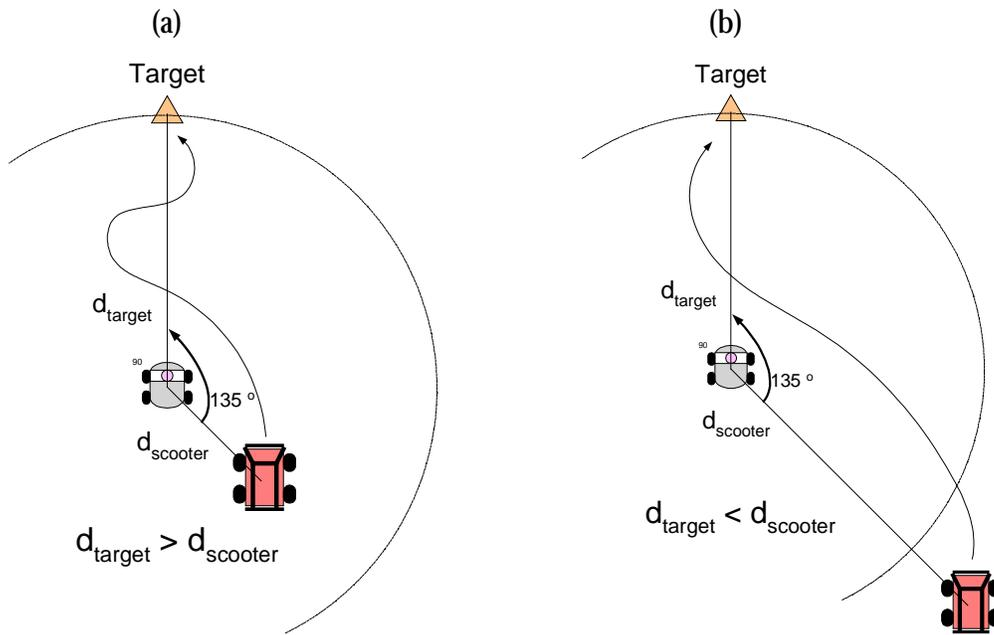 (a)
Target
d_target
90
135 °
d_scooter
d_target > d_scooter
(b)
Target
d_target
90
135 °
d_scooter
d_target < d_scooter